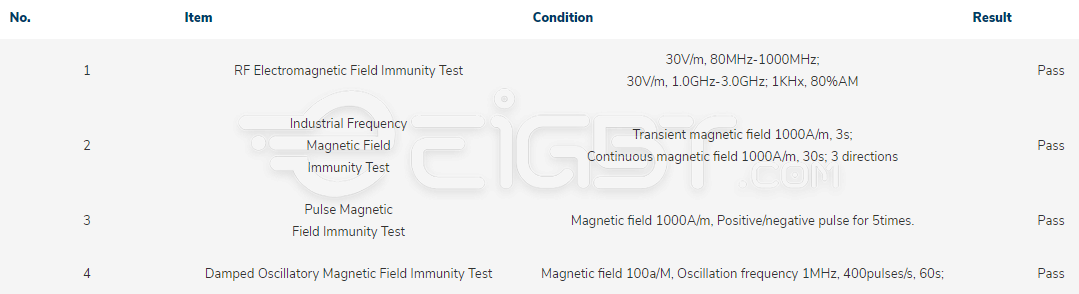 No. Item Condition Result
1 RF Electromagnetic Field Immunity Test 30V/m, 80MHz-1000MHz;
30V/m, 1.0GHz-3.0GHz; 1KHx, 80%AM Pass
2 Industrial Frequency
Magnetic Field
Immunity Test Transient magnetic field 1000A/m, 3s;
Continuous magnetic field 1000A/m, 30s; 3 directions Pass
3 Pulse Magnetic
Field Immunity Test Magnetic field 1000A/m, Positive/negative pulse for 5times. Pass
4 Damped Oscillatory Magnetic Field Immunity Test Magnetic field 100a/M, Oscillation frequency 1MHz, 400pulses/s, 60s; Pass
.COM